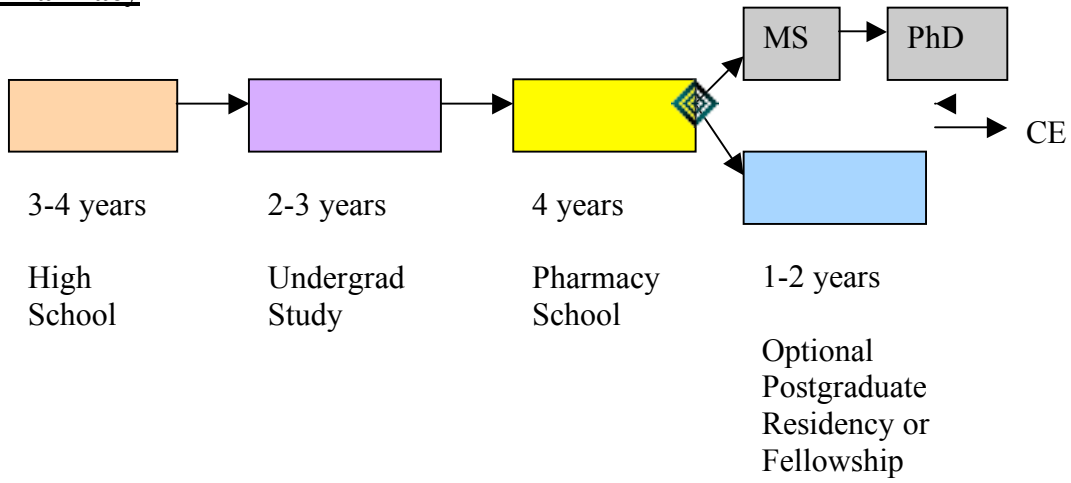 MS
PhD
CE
3-4 years
2-3 years
4 years
High
School
Undergrad
Study
Pharmacy
School
1-2 years
Optional
Postgraduate
Residency or
Fellowship